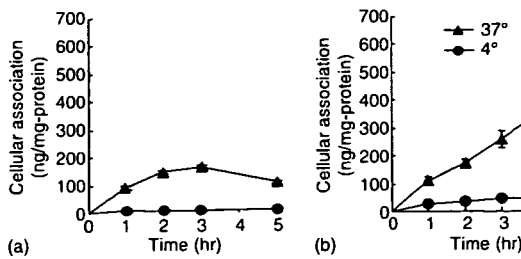 700
600
500
400
300
200
100
0
Cellular association
(ng/mg-protein)
0 1 2 3 4 5
Time (hr)
(a)
700
600
500
400
300
200
100
0
Cellular association
(ng/mg-protein)
37°
4°
0 1 2 3
Time (hr)
(b)